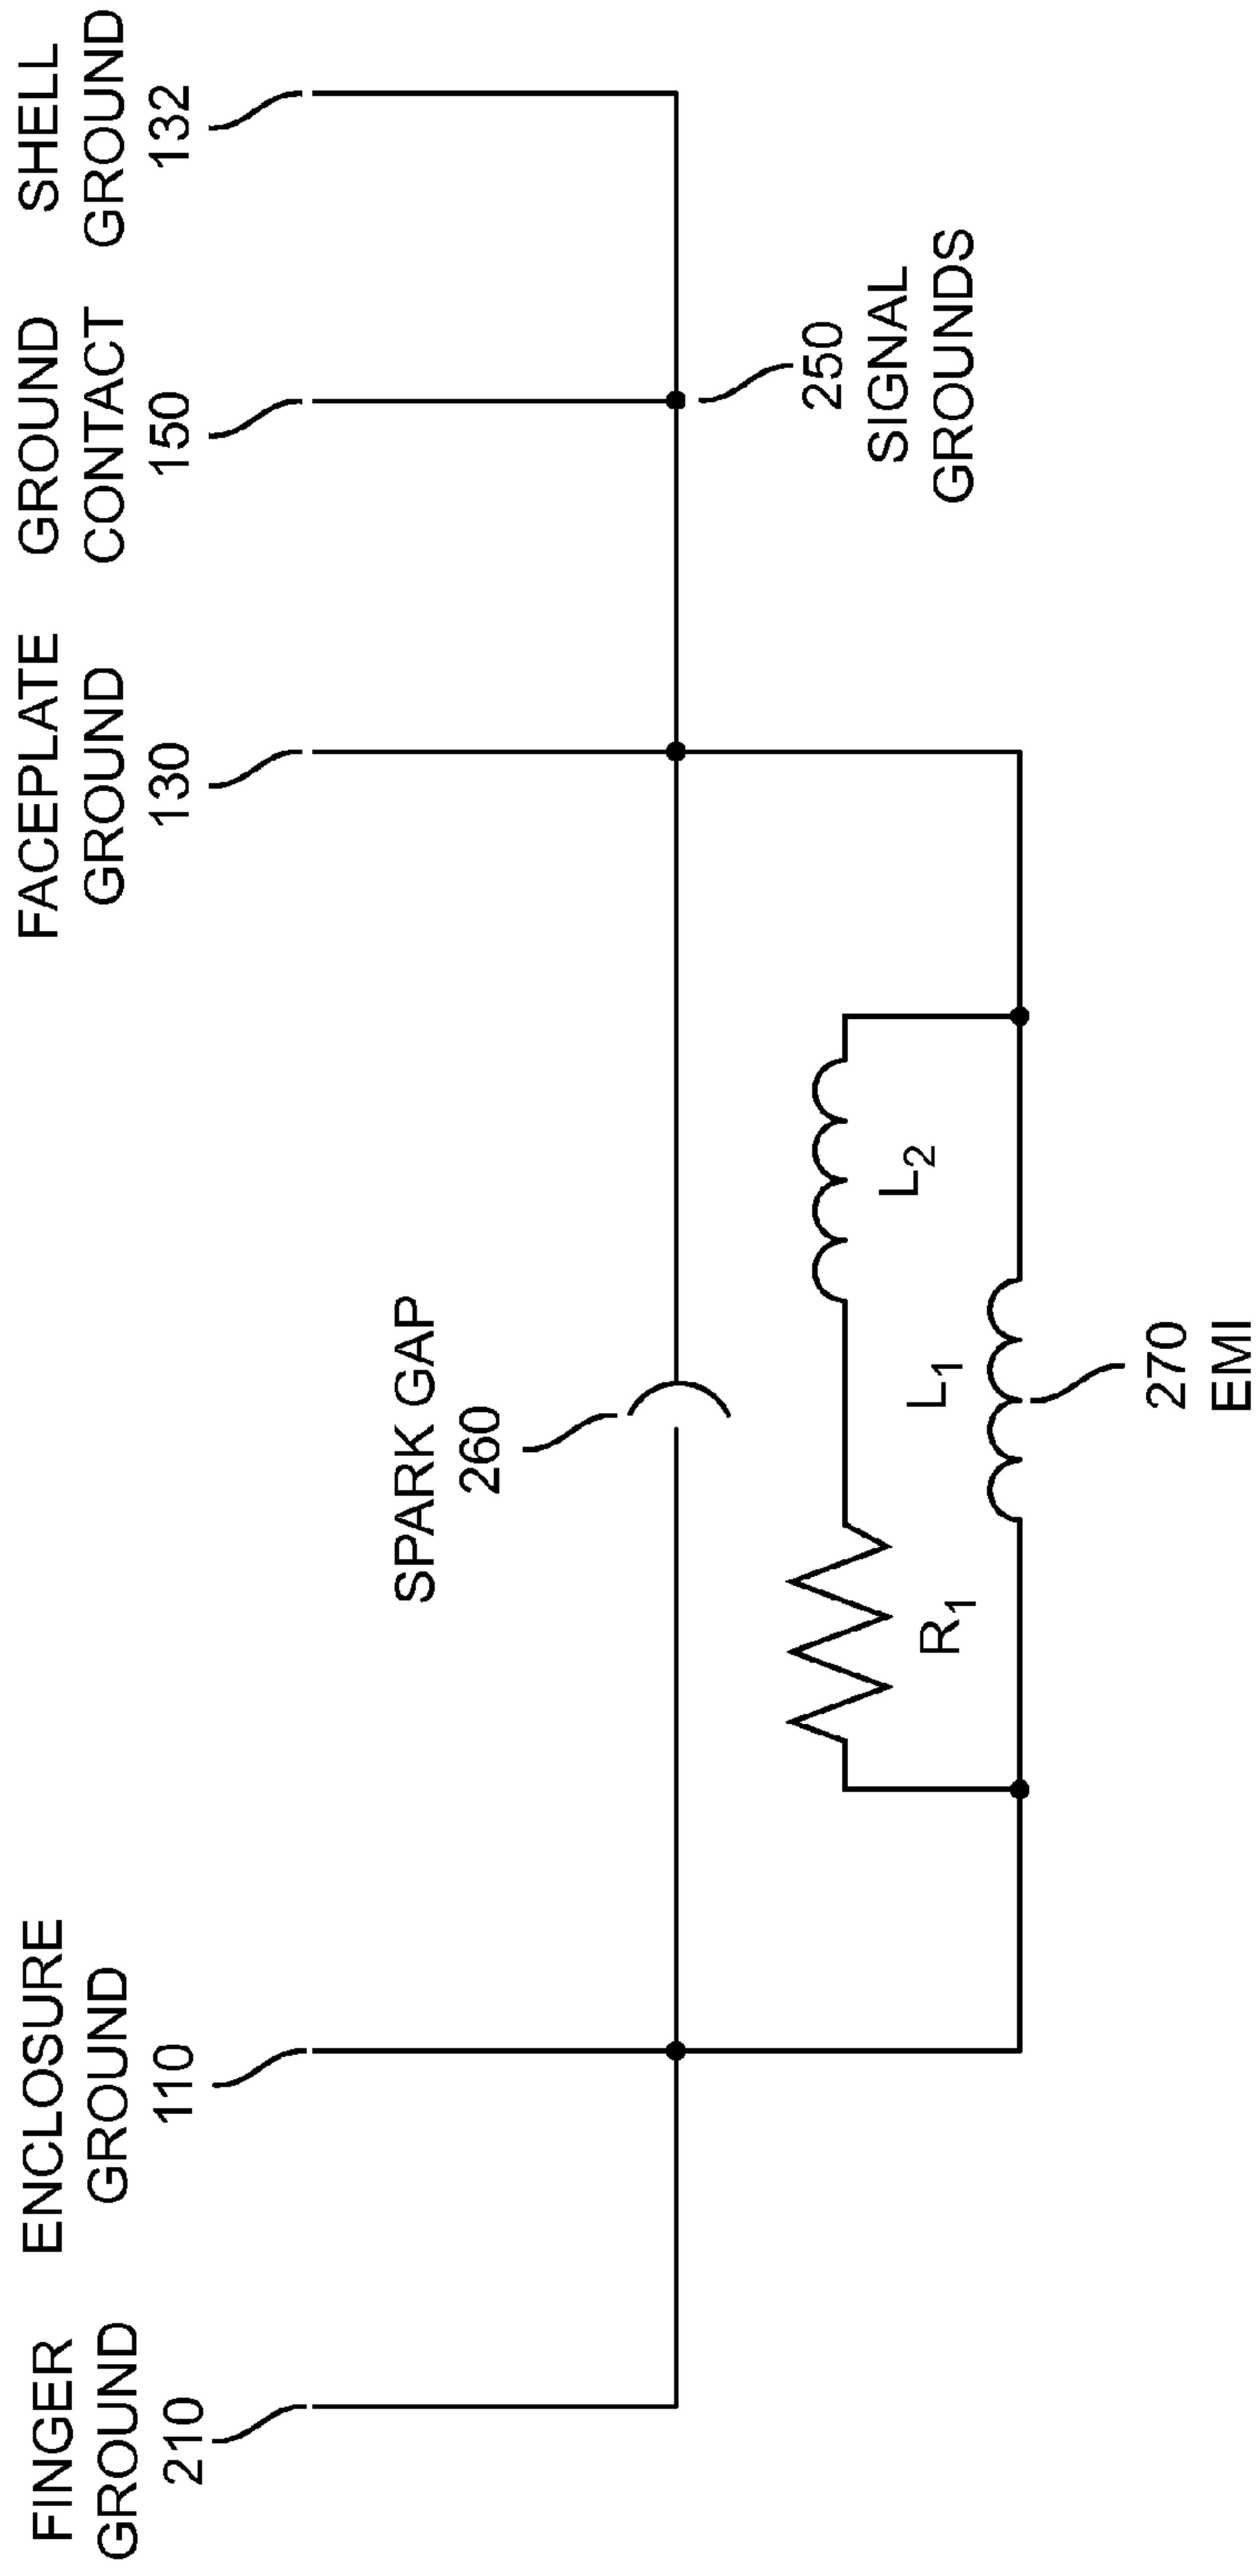 FINGER
GROUND
210
ENCLOSURE
GROUND
110
FACEPLATE
GROUND
130
GROUND
CONTACT
150
SHELL
GROUND
132
SPARK GAP
260
250
SIGNAL
GROUNDS
R1
L2
L1
270
EMI